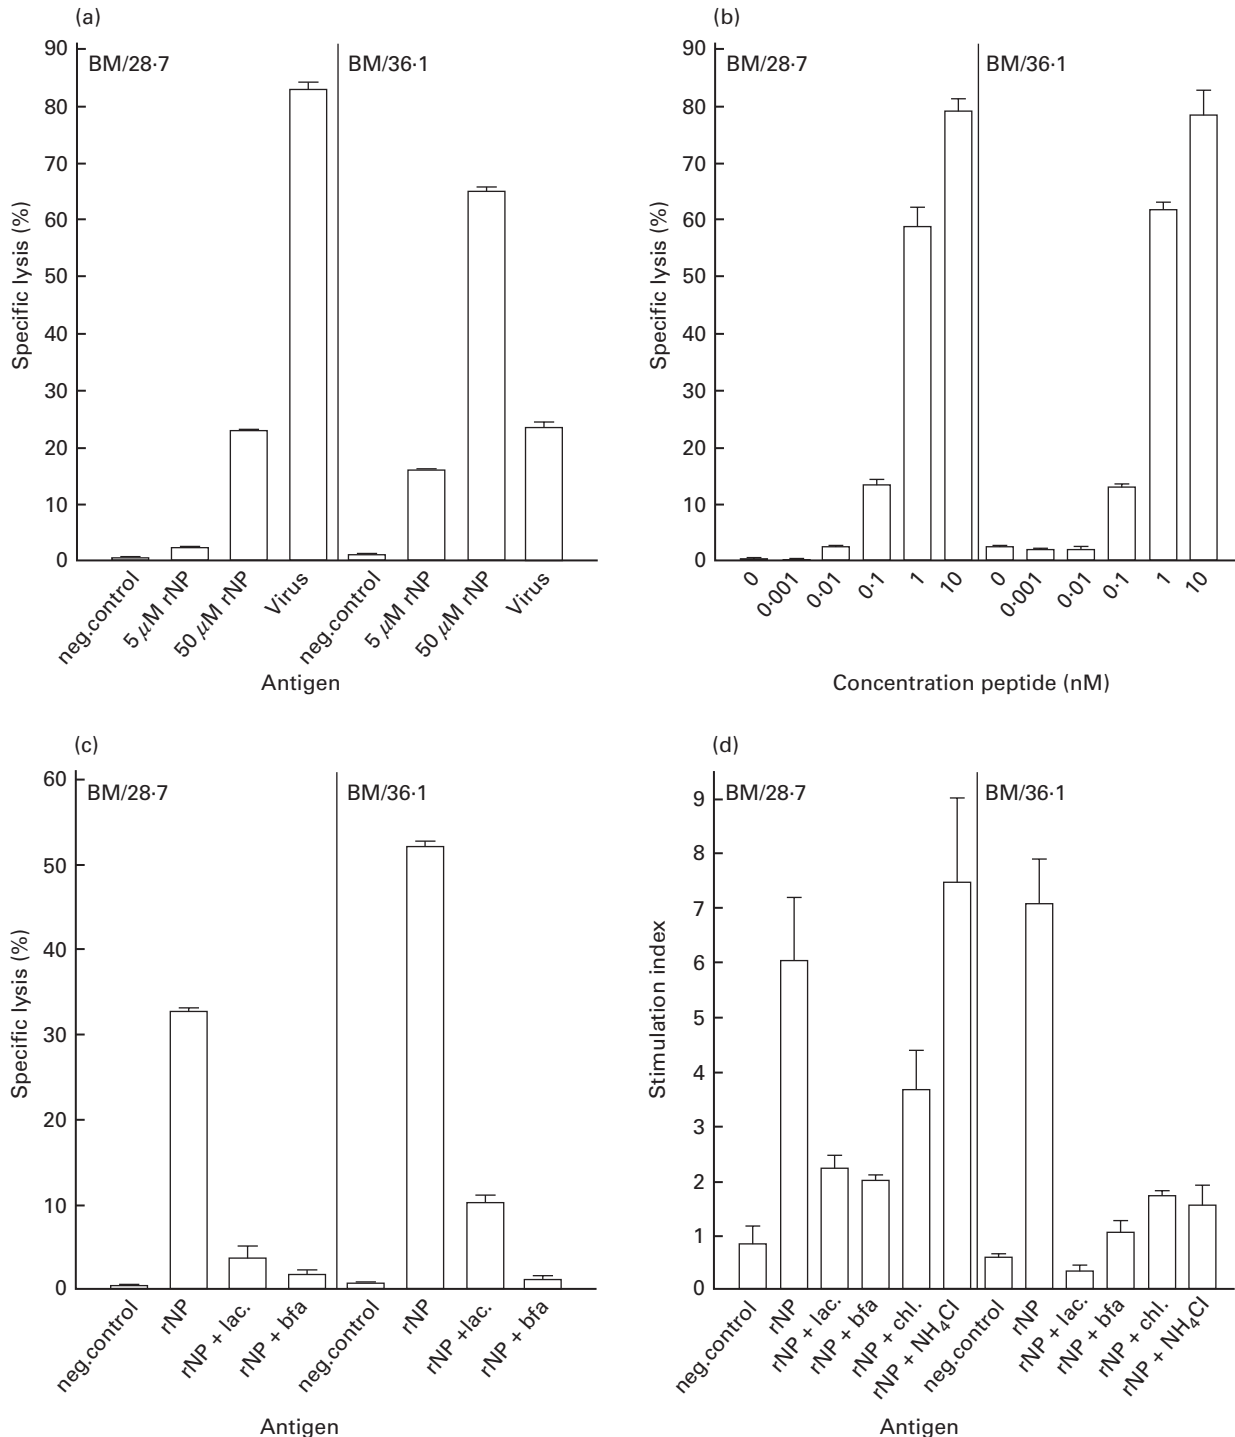 (a)
90
80
70
60
50
40
30
20
10
0
Specific lysis (%)
BM/28·7
BM/36·1
neg.control
5 μM rNP
50 μM rNP
Virus
neg.control
5 μM rNP
50 μM rNP
Virus
Antigen
(b)
90
80
70
60
50
40
30
20
10
0
Specific lysis (%)
BM/28·7
BM/36·1
0
0·001
0·01
0·1
1
10
0
0·001
0·01
0·1
1
10
Concentration peptide (nM)
(c)
60
50
40
30
20
10
0
Specific lysis (%)
BM/28·7
BM/36·1
neg.control
rNP
rNP + lac.
rNP + bfa
neg.control
rNP
rNP +lac.
rNP + bfa
Antigen
(d)
9
8
7
6
5
4
3
2
1
0
Stimulation index
BM/28·7
BM/36·1
neg.control
rNP
rNP + lac.
rNP + bfa
rNP + chl.
rNP + NH₄Cl
neg.control
rNP
rNP + lac.
rNP + bfa
rNP + chl.
rNP + NH₄Cl
Antigen